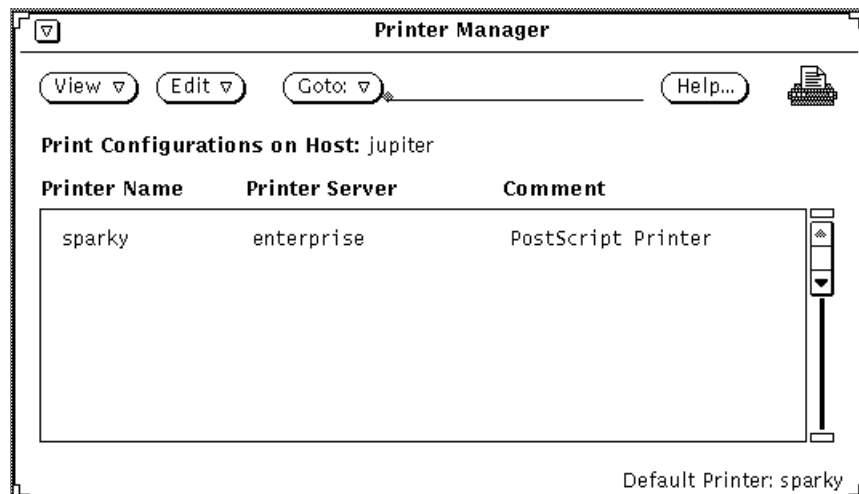 Printer Manager
View Edit Goto: Help...
Print Configurations on Host: jupiter
Printer Name Printer Server Comment
sparky enterprise PostScript Printer
Default Printer: sparky